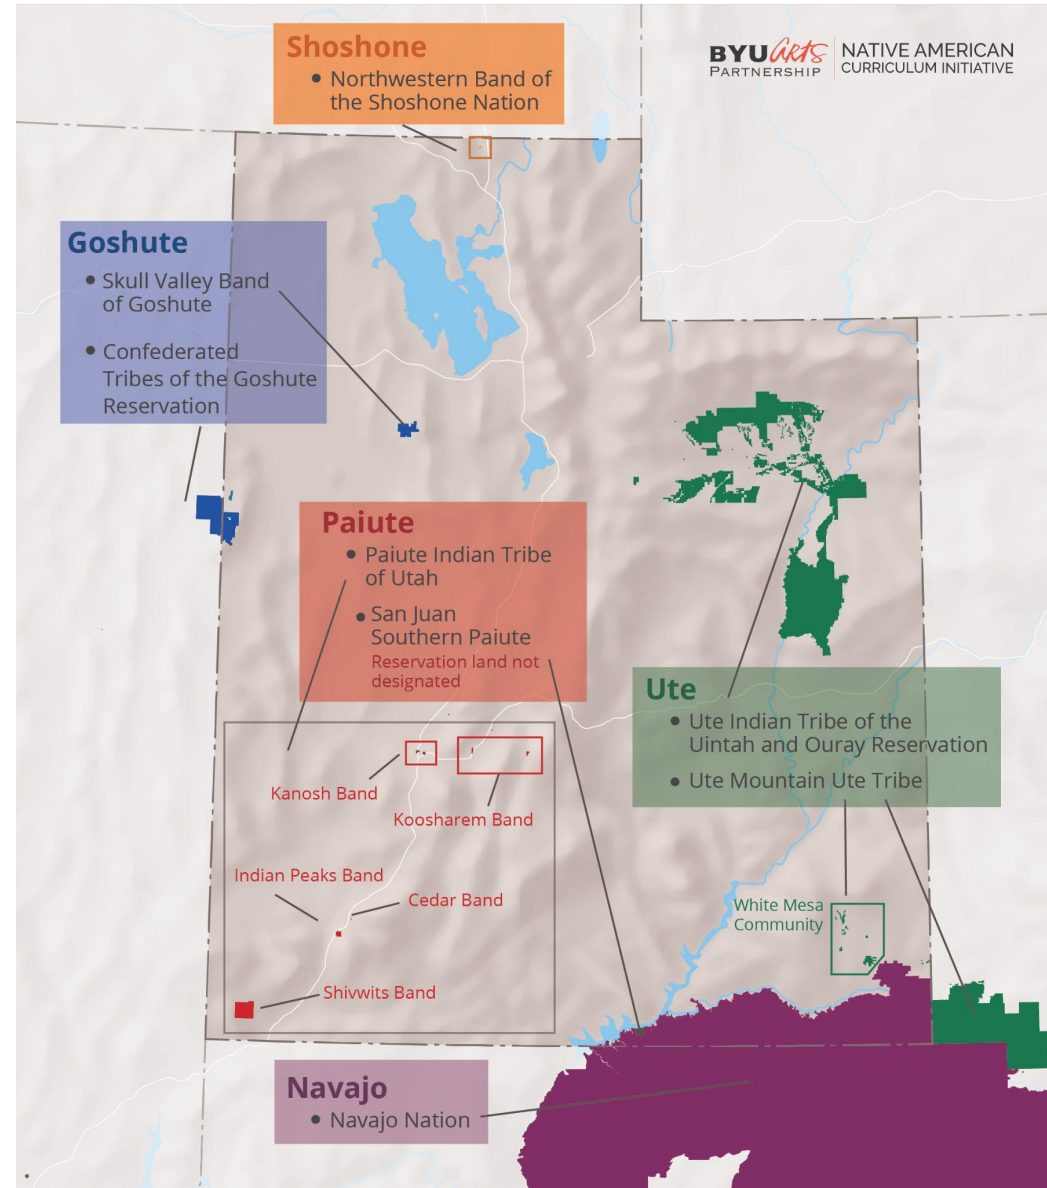 Shoshone
• Northwestern Band of
the Shoshone Nation
BYU Arts
PARTNERSHIP
NATIVE AMERICAN
CURRICULUM INITIATIVE
Goshute
• Skull Valley Band
of Goshute
• Confederated
Tribes of the Goshute
Reservation
Paiute
• Paiute Indian Tribe
of Utah
• San Juan
Southern Paiute
Reservation land not
designated
Ute
• Ute Indian Tribe of the
Uintah and Ouray Reservation
• Ute Mountain Ute Tribe
Kanosh Band
Koosharem Band
Indian Peaks Band
Cedar Band
White Mesa
Community
Shivwits Band
Navajo
• Navajo Nation